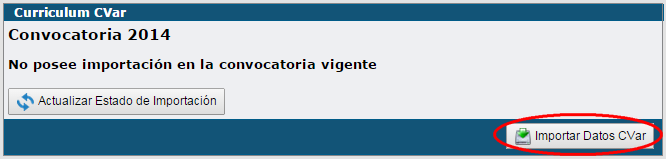 Curriculum CVar
Convocatoria 2014
No posee importación en la convocatoria vigente
Actualizar Estado de Importación
Importar Datos CVar